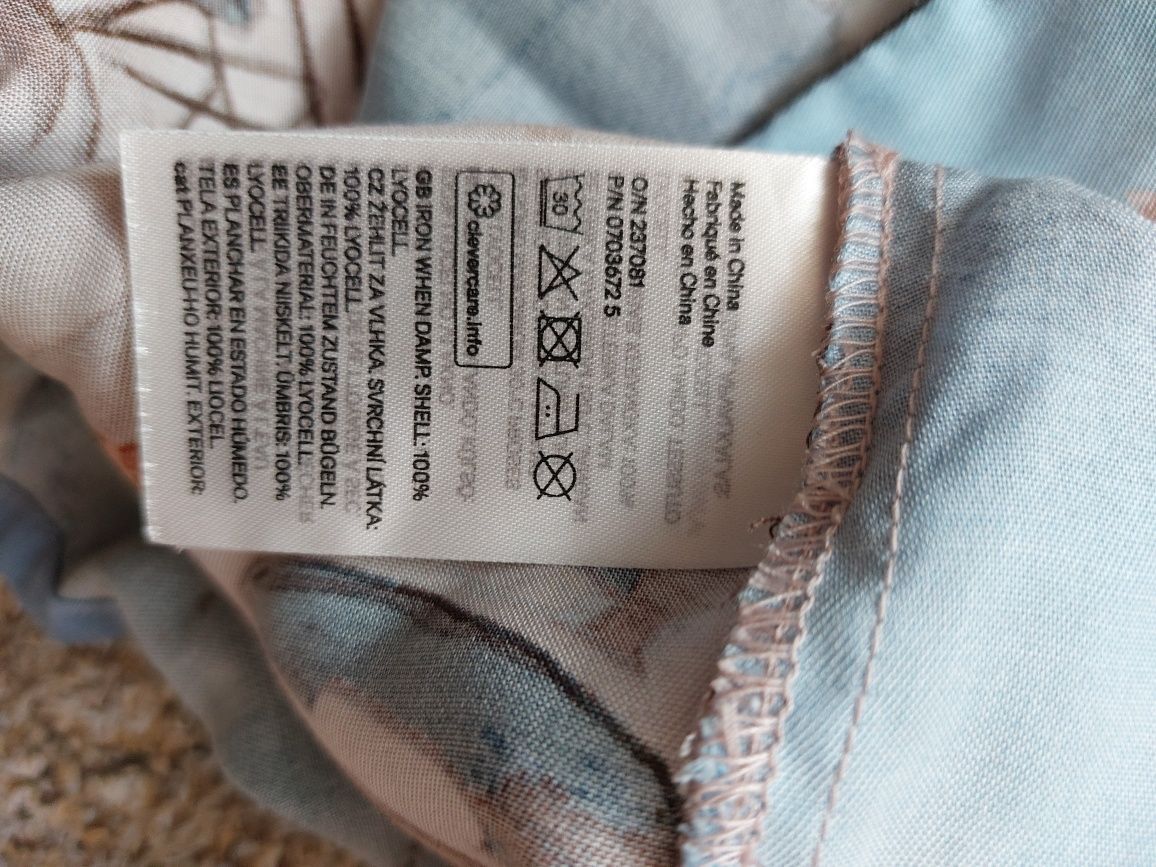 Made in China
Fabriqué en Chine
Hecho en China
O/N 237081
P/N 0703672 5
30
clevercare.info
GB IRON WHEN DAMP. SHELL: 100%
LYOCELL
CZ ŽEHLIT ZA VLHKA. SVRCHNÍ LÁTKA:
100% LYOCELL
DE IN FEUCHTEM ZUSTAND BÜGELN.
OBERMATERIAL: 100% LYOCELL
EE TRIIKIDA NIISKELT. ÜMBRIS: 100%
LYOCELL
ES PLANCHAR EN ESTADO HÚMEDO.
TELA EXTERIOR: 100% LIOCEL
cat PLANXEU-HO HUMIT. EXTERIOR: